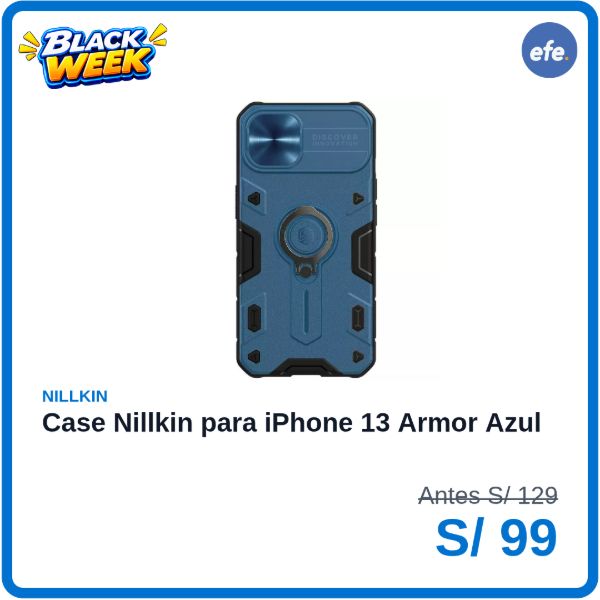 BLACK
WEEK
efe.
DISCOVER
INNOVATION
NILLKIN
Case Nillkin para iPhone 13 Armor Azul
Antes S/ 129
S/ 99